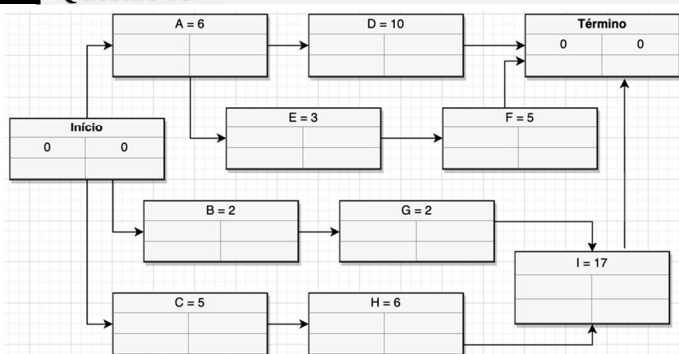 A = 6
D = 10
Término
0 0
E = 3
F = 5
Início
0 0
B = 2
G = 2
I = 17
C = 5
H = 6